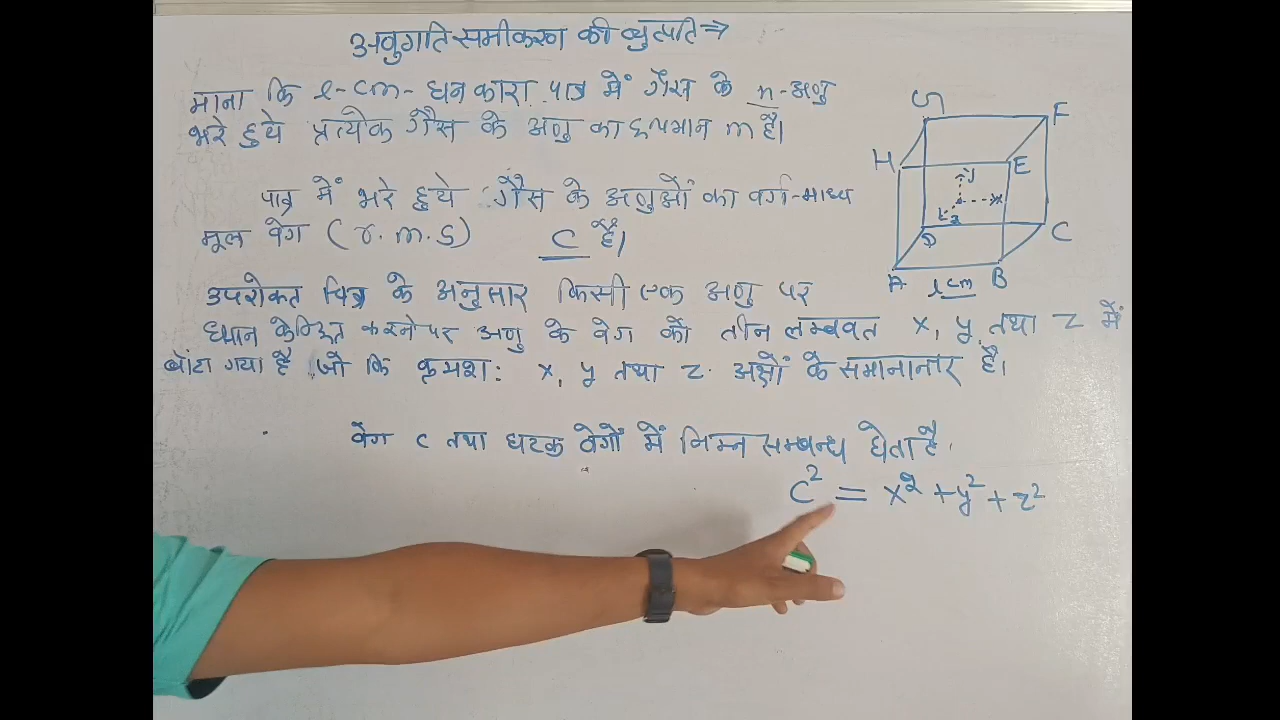 अणुगति समीकरण की व्युत्पति ⇒
माना कि l-cm- घनाकारा पात्र में गैस के n-अणु
भरे हुये प्रत्येक गैस के अणु का द्रव्यमान m है।
पात्र में भरे हुये गैस के अणुओं का वर्ग-माध्य
मूल वेग (r.m.s) C है।
उपरोक्त चित्र के अनुसार किसी एक अणु पर
ध्यान केन्द्रित करने पर अणु के वेग को तीन लम्बवत x, y तथा z में
बॉटा गया है जो कि क्रमश: x, y तथा z. अक्षों के समानान्तर है।
वेग c तथा घटक वेगों में निम्न सम्बन्ध होता है.
c² = x² + y² + z²
G F
H E
y
x
z
D C
A B
l cm